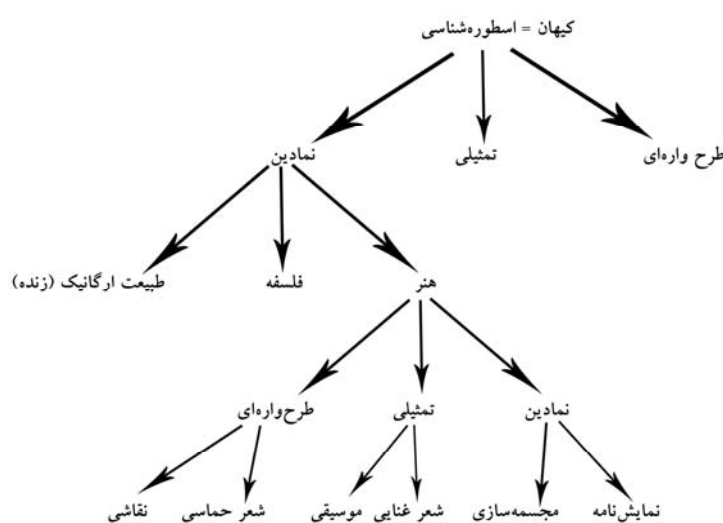 کیهان = اسطوره‌شناسی
طرح واره‌ای تمثیلی نمادین
هنر فلسفه طبیعت ارگانیک (زنده)
نمادین تمثیلی طرح‌واره‌ای
نمایش‌نامه مجسمه‌سازی شعر غنایی موسیقی شعر حماسی نقاشی